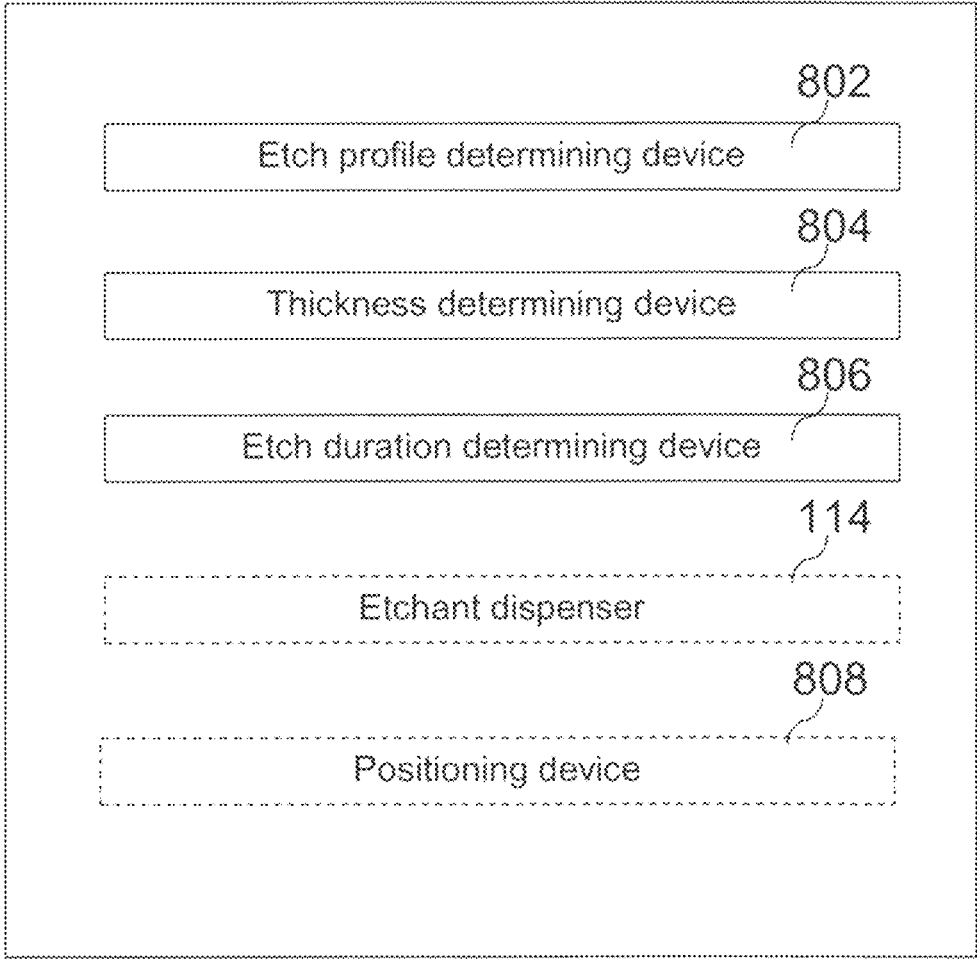 802
Etch profile determining device
804
Thickness determining device
806
Etch duration determining device
114
Etchant dispenser
808
Positioning device